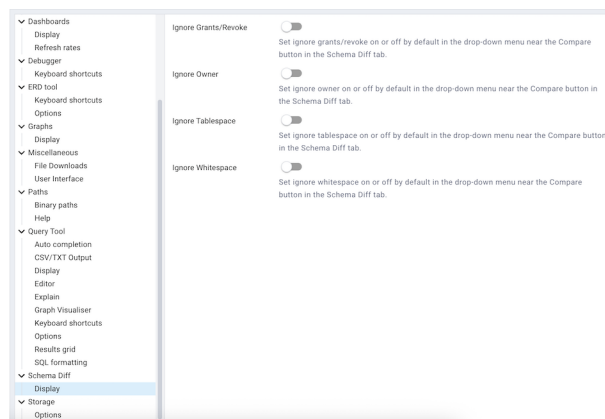 Dashboards
Display
Refresh rates
Debugger
Keyboard shortcuts
ERD tool
Keyboard shortcuts
Options
Graphs
Display
Miscellaneous
File Downloads
User Interface
Paths
Binary paths
Help
Query Tool
Auto completion
CSV/TXT Output
Display
Editor
Explain
Graph Visualiser
Keyboard shortcuts
Options
Results grid
SQL formatting
Schema Diff
Display
Storage
Options
Ignore Grants/Revoke
Set ignore grants/revoke on or off by default in the drop-down menu near the Compare
button in the Schema Diff tab.
Ignore Owner
Set ignore owner on or off by default in the drop-down menu near the Compare button in
the Schema Diff tab.
Ignore Tablespace
Set ignore tablespace on or off by default in the drop-down menu near the Compare button
in the Schema Diff tab.
Ignore Whitespace
Set ignore whitespace on or off by default in the drop-down menu near the Compare
button in the Schema Diff tab.